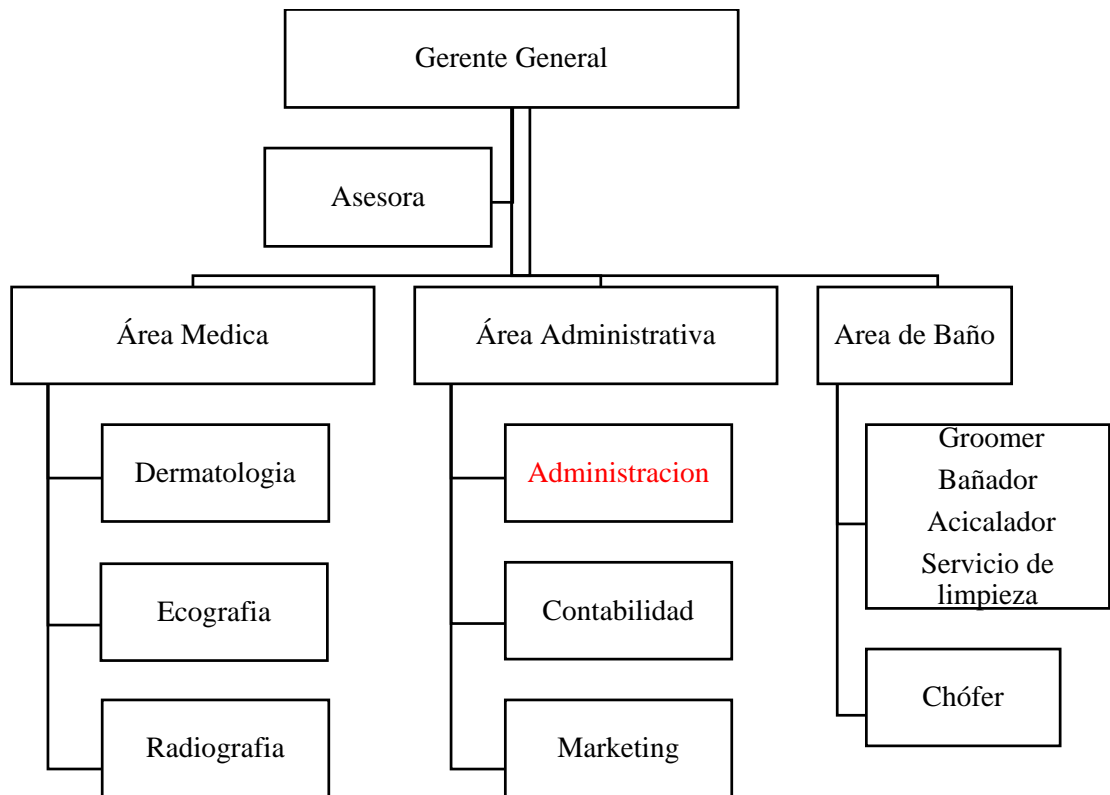 Gerente General
Asesora
Área Medica
Área Administrativa
Area de Baño
Dermatologia
Administracion
Groomer
Bañador
Acicalador
Servicio de
limpieza
Ecografia
Contabilidad
Chófer
Radiografia
Marketing